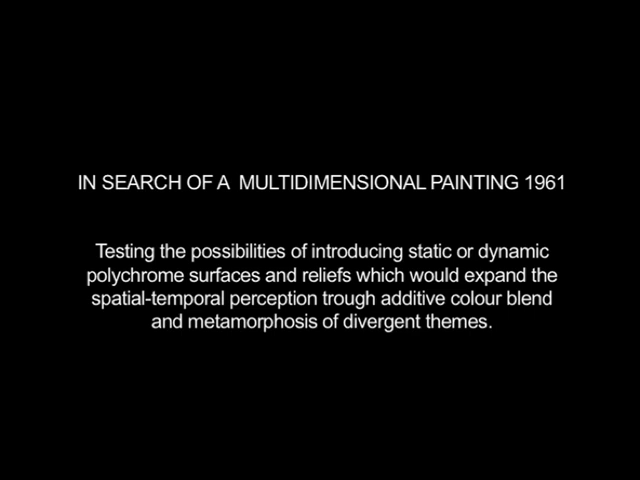 IN SEARCH OF A  MULTIDIMENSIONAL PAINTING 1961
Testing the possibilities of introducing static or dynamic
polychrome surfaces and reliefs which would expand the
spatial-temporal perception trough additive colour blend
and metamorphosis of divergent themes.